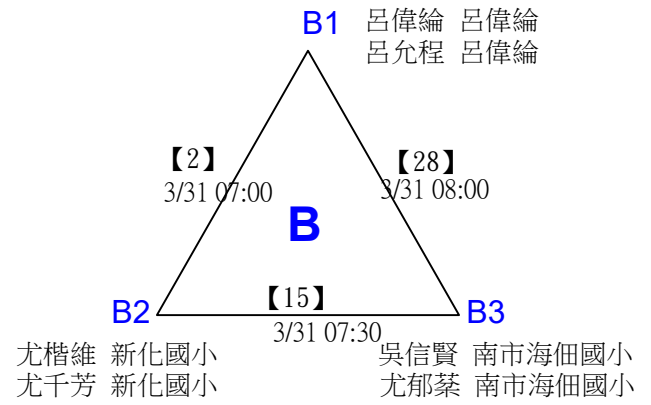 B1 呂偉綸 呂偉綸
呂允程 呂偉綸
【2】
3/31 07:00
【28】
3/31 08:00
B
B2
【15】
3/31 07:30
B3
尤楷維 新化國小
尤千芳 新化國小
吳信賢 南市海佃國小
尤郁棻 南市海佃國小